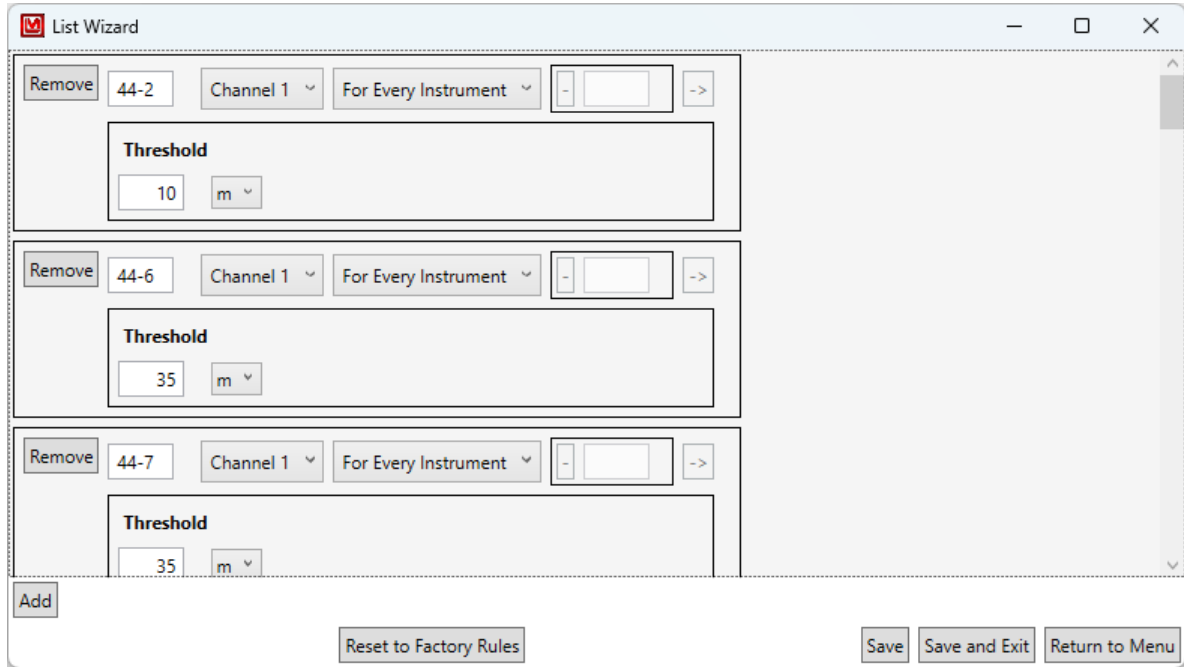 List Wizard
Remove 44-2 Channel 1 For Every Instrument - ->
Threshold
10 m
Remove 44-6 Channel 1 For Every Instrument - ->
Threshold
35 m
Remove 44-7 Channel 1 For Every Instrument - ->
Threshold
35 m
Add
Reset to Factory Rules Save Save and Exit Return to Menu